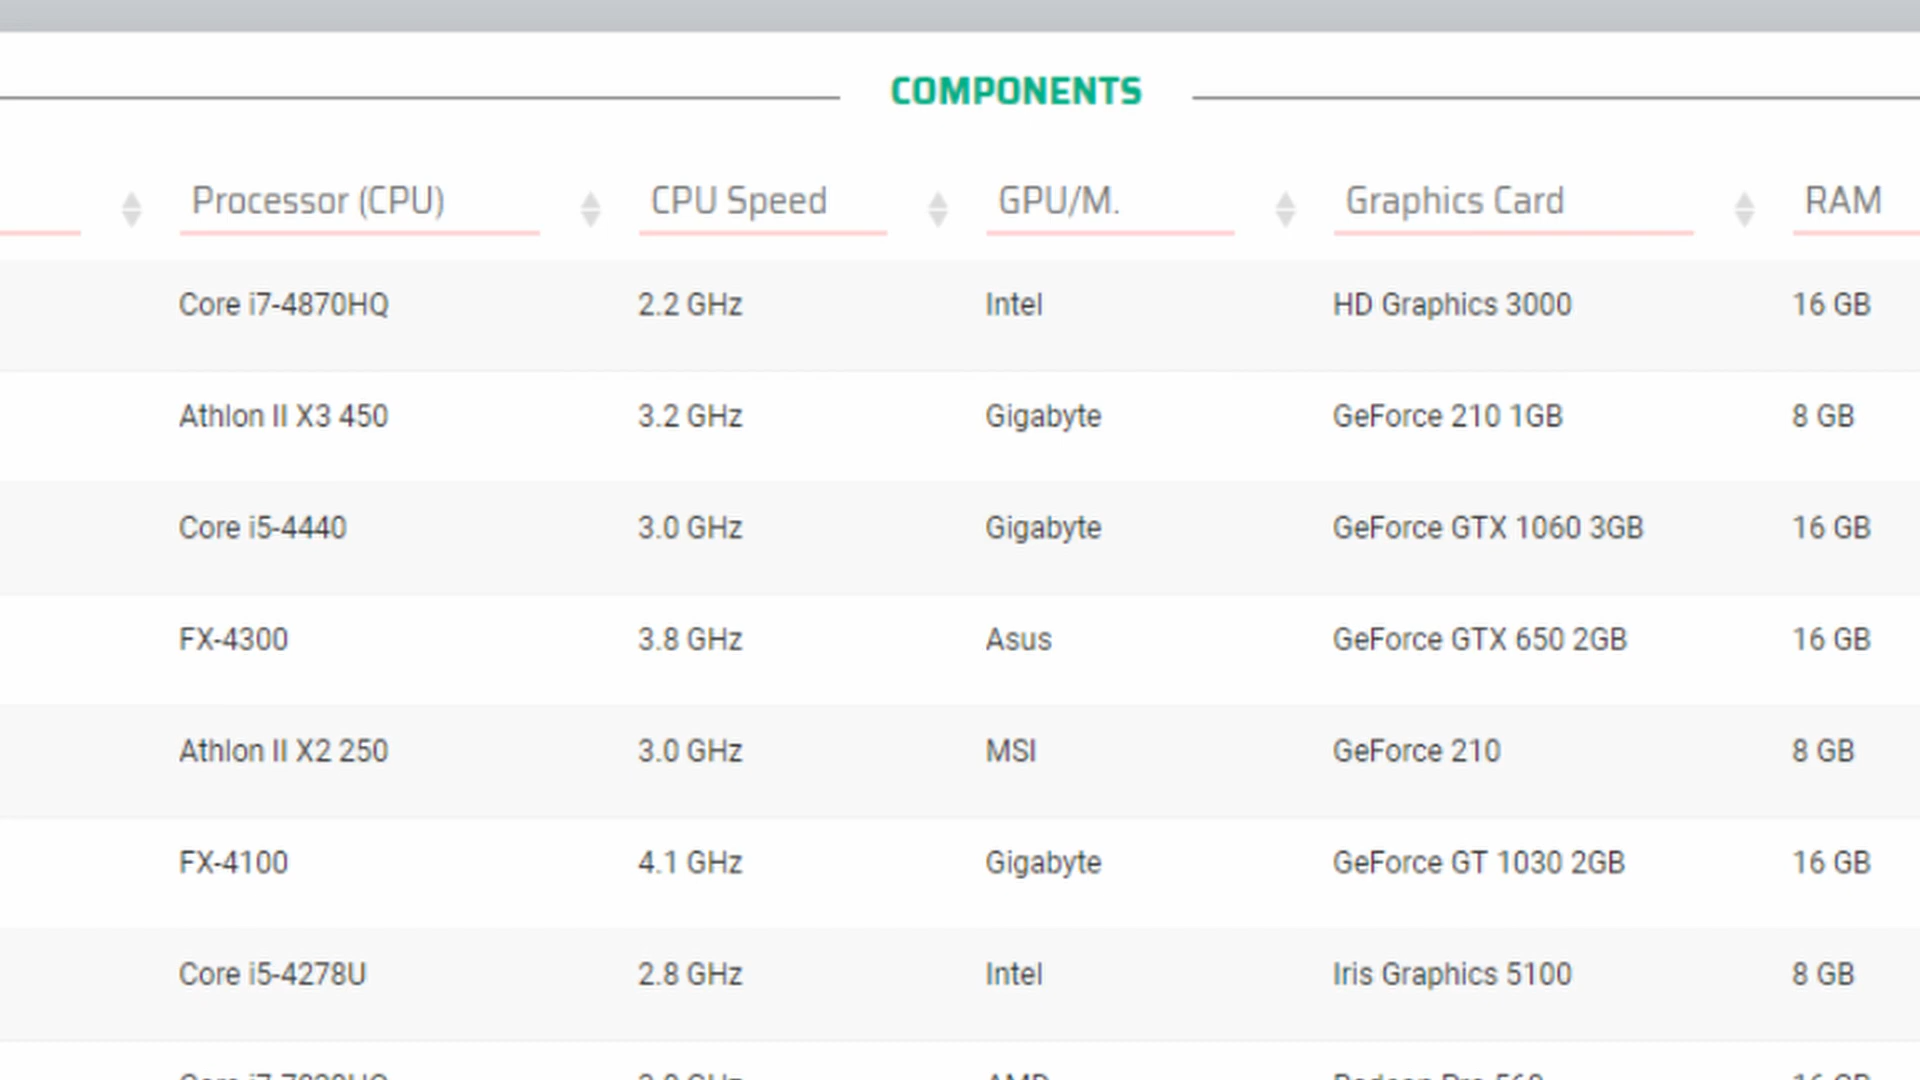 COMPONENTS
Processor (CPU) CPU Speed GPU/M. Graphics Card RAM
Core i7-4870HQ 2.2 GHz Intel HD Graphics 3000 16 GB
Athlon II X3 450 3.2 GHz Gigabyte GeForce 210 1GB 8 GB
Core i5-4440 3.0 GHz Gigabyte GeForce GTX 1060 3GB 16 GB
FX-4300 3.8 GHz Asus GeForce GTX 650 2GB 16 GB
Athlon II X2 250 3.0 GHz MSI GeForce 210 8 GB
FX-4100 4.1 GHz Gigabyte GeForce GT 1030 2GB 16 GB
Core i5-4278U 2.8 GHz Intel Iris Graphics 5100 8 GB